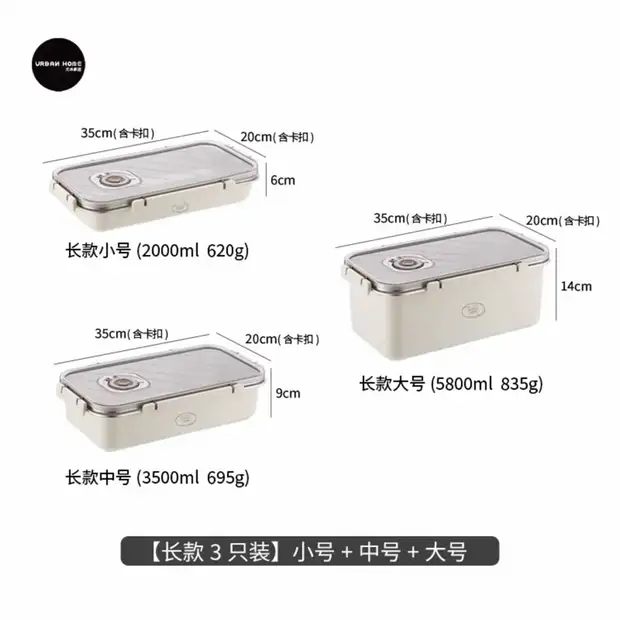 URBAN HOME
35cm(含卡扣)
20cm(含卡扣)
6cm
长款小号 (2000ml 620g)
35cm(含卡扣)
20cm(含卡扣)
14cm
长款大号 (5800ml 835g)
35cm(含卡扣)
20cm(含卡扣)
9cm
长款中号 (3500ml 695g)
【长款 3 只装】小号 + 中号 + 大号